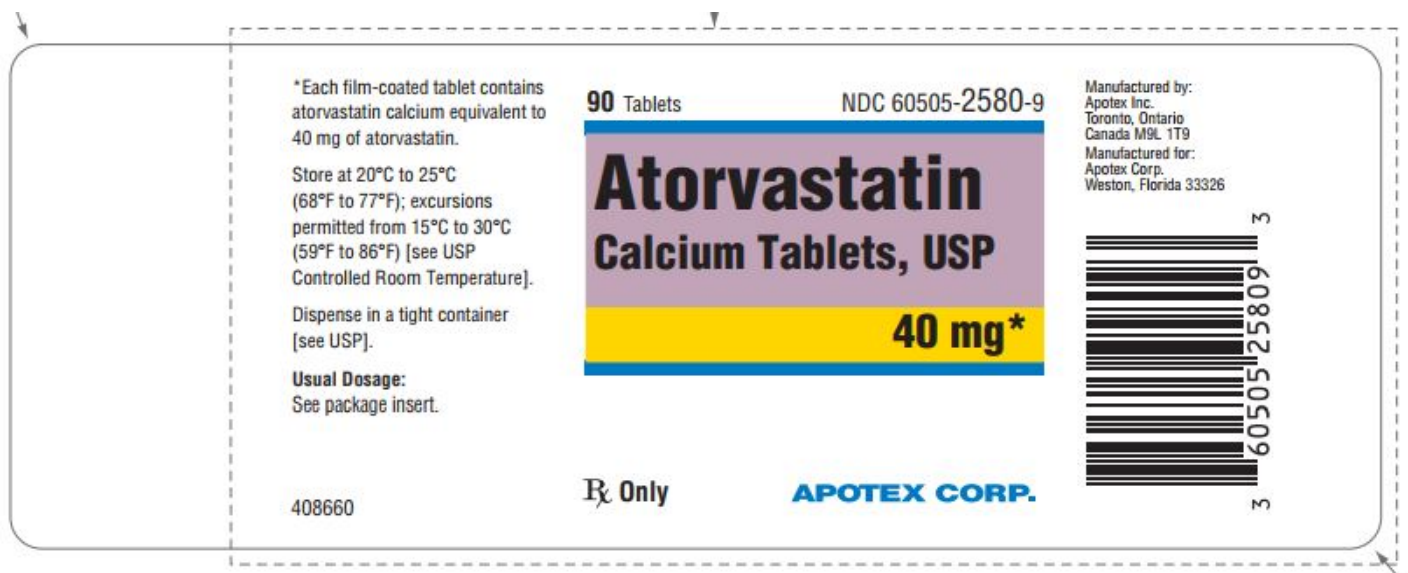 *Each film-coated tablet contains
atorvastatin calcium equivalent to
40 mg of atorvastatin.
Store at 20°C to 25°C
(68°F to 77°F); excursions
permitted from 15°C to 30°C
(59°F to 86°F) [see USP
Controlled Room Temperature].
Dispense in a tight container
[see USP].
Usual Dosage:
See package insert.
408660
90 Tablets NDC 60505-2580-9
Atorvastatin
Calcium Tablets, USP
40 mg*
Rx Only
APOTEX CORP.
Manufactured by:
Apotex Inc.
Toronto, Ontario
Canada M9L 1T9
Manufactured for:
Apotex Corp.
Weston, Florida 33326
3 60505 25809 3